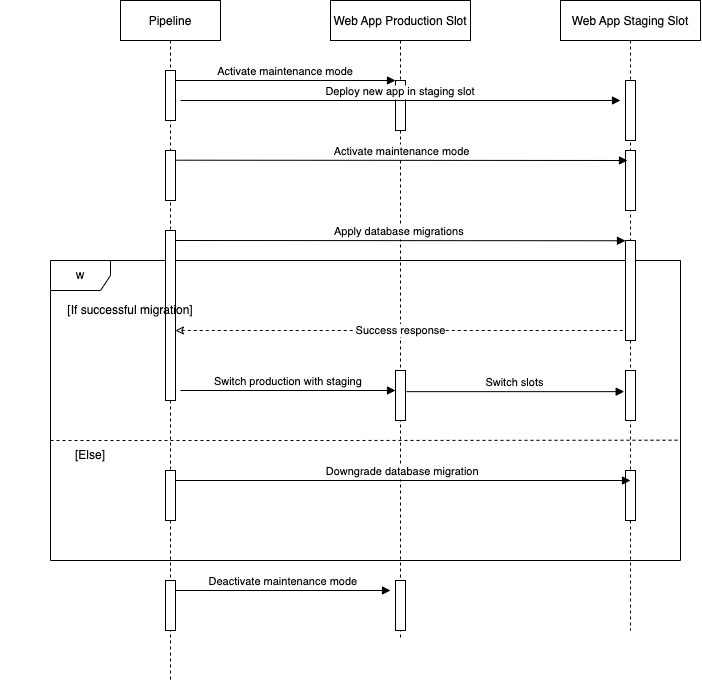 Pipeline
Web App Production Slot
Web App Staging Slot
Activate maintenance mode
Deploy new app in staging slot
Activate maintenance mode
Apply database migrations
w
[If successful migration]
Success response
Switch production with staging
Switch slots
[Else]
Downgrade database migration
Deactivate maintenance mode